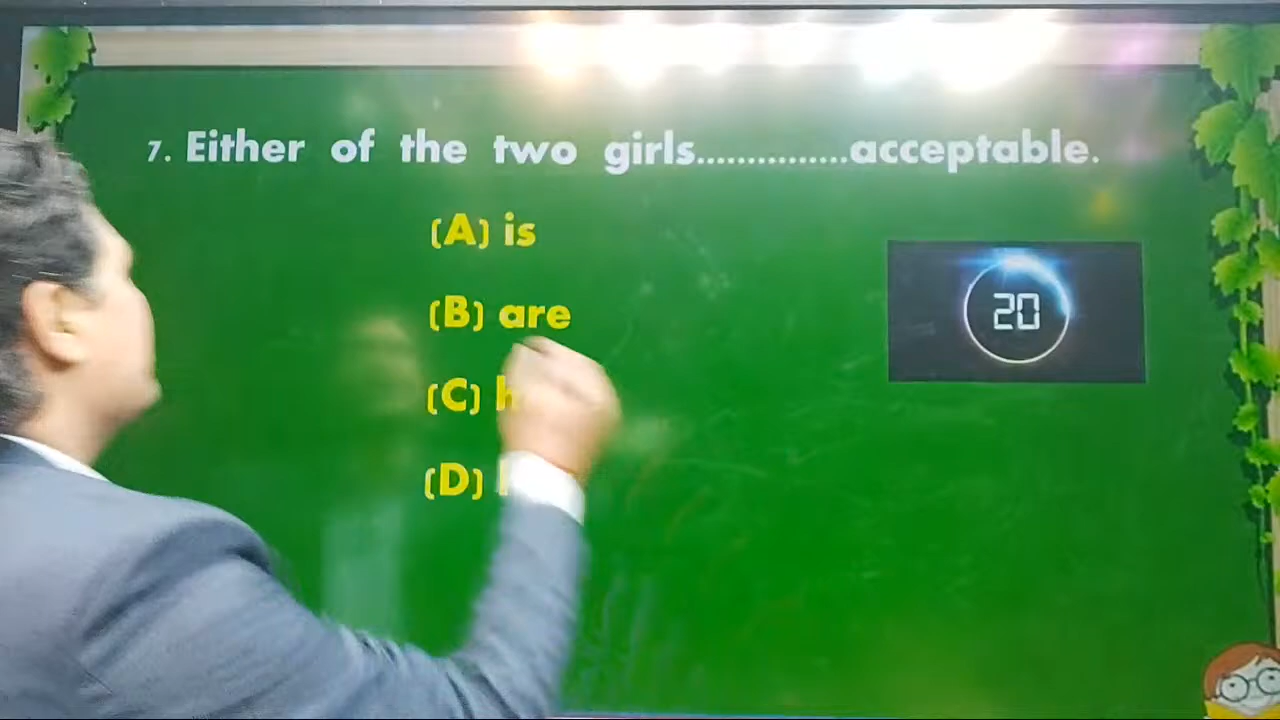 7. Either of the two girls...............acceptable.
(A) is
(B) are
(C)
(D)
20